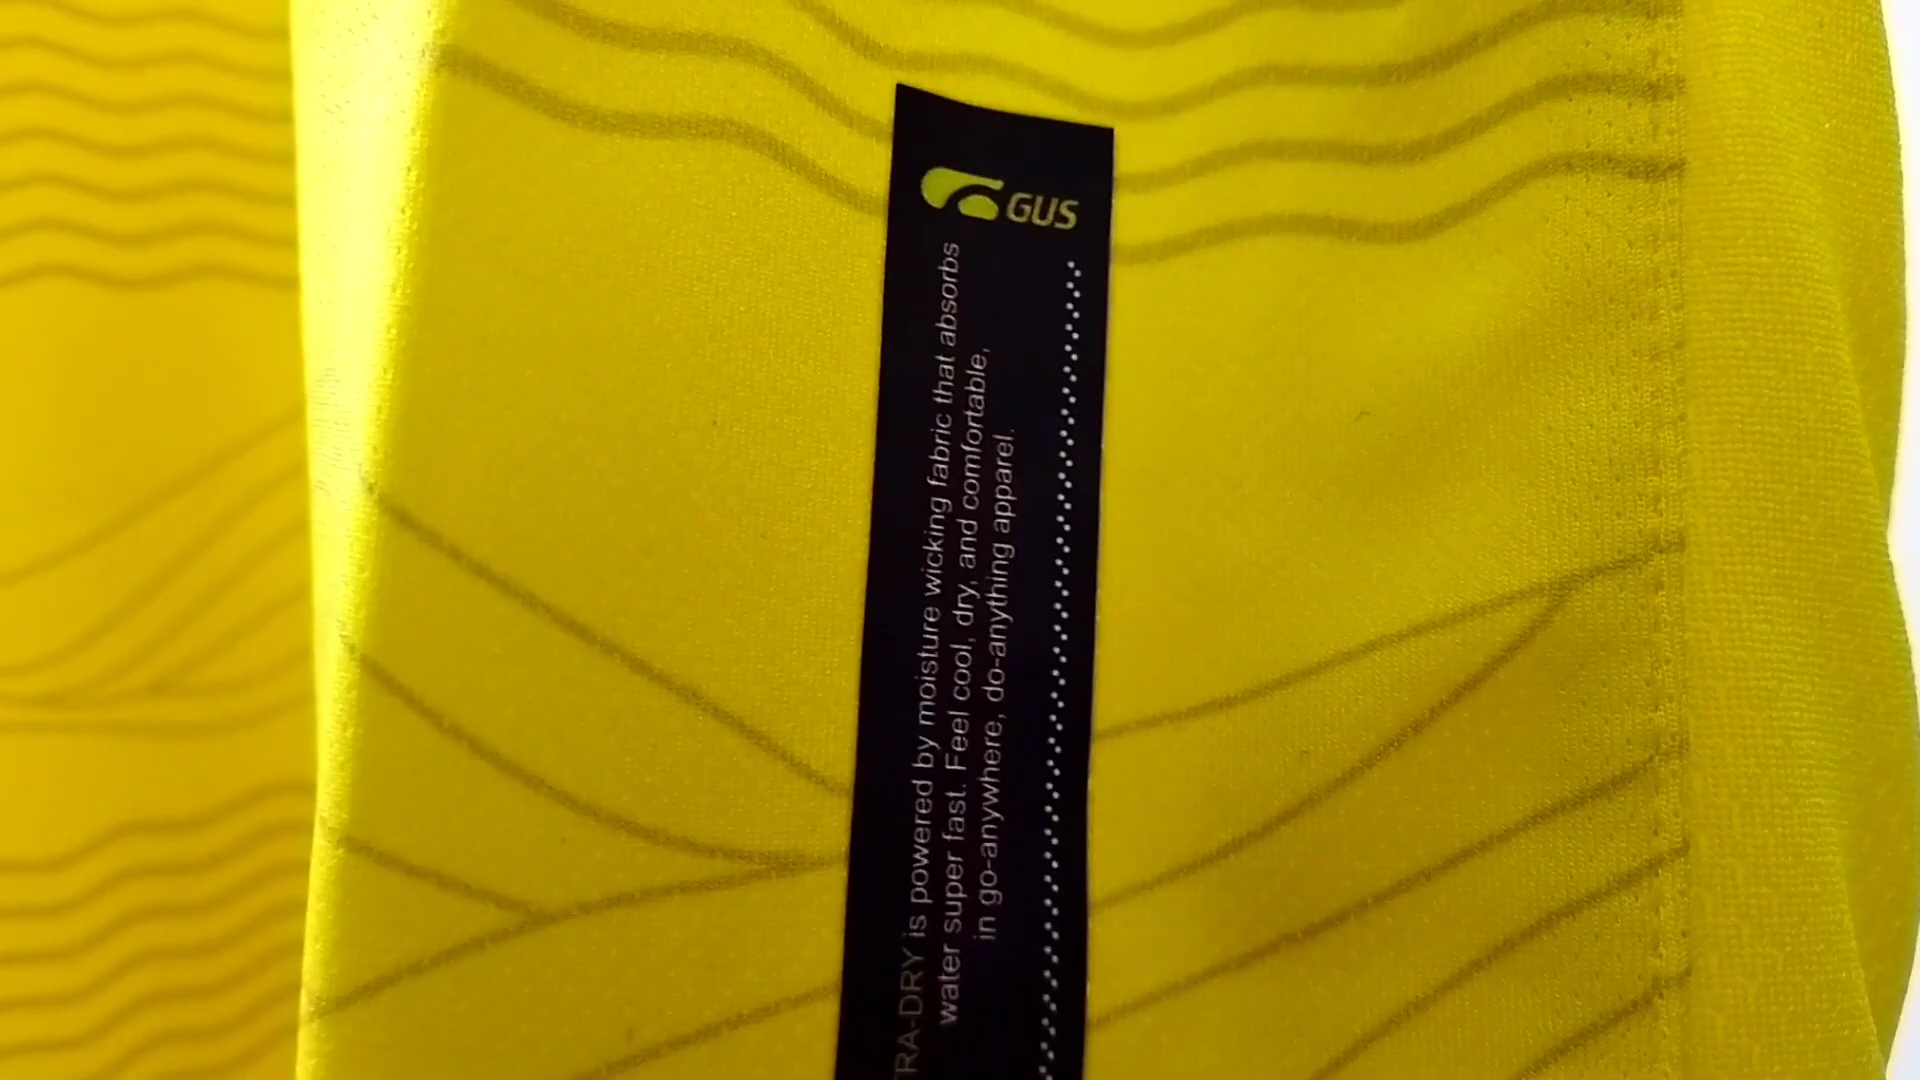 GUS
TRA-DRY is powered by moisture wicking fabric that absorbs
water super fast. Feel cool, dry, and comfortable,
in go-anywhere, do-anything apparel.